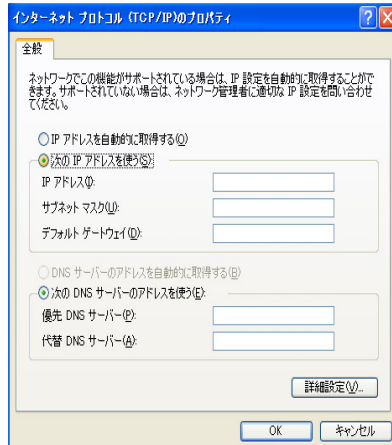 インターネット プロトコル (TCP/IP)のプロパティ
全般
ネットワークでこの機能がサポートされている場合は、IP 設定を自動的に取得することがで
きます。サポートされていない場合は、ネットワーク管理者に適切な IP 設定を問い合わせ
てください。
IP アドレスを自動的に取得する(O)
次の IP アドレスを使う(S):
IP アドレス(I):
サブネット マスク(U):
デフォルト ゲートウェイ(D):
DNS サーバーのアドレスを自動的に取得する(B)
次の DNS サーバーのアドレスを使う(E):
優先 DNS サーバー(P):
代替 DNS サーバー(A):
詳細設定(V)...
OK キャンセル